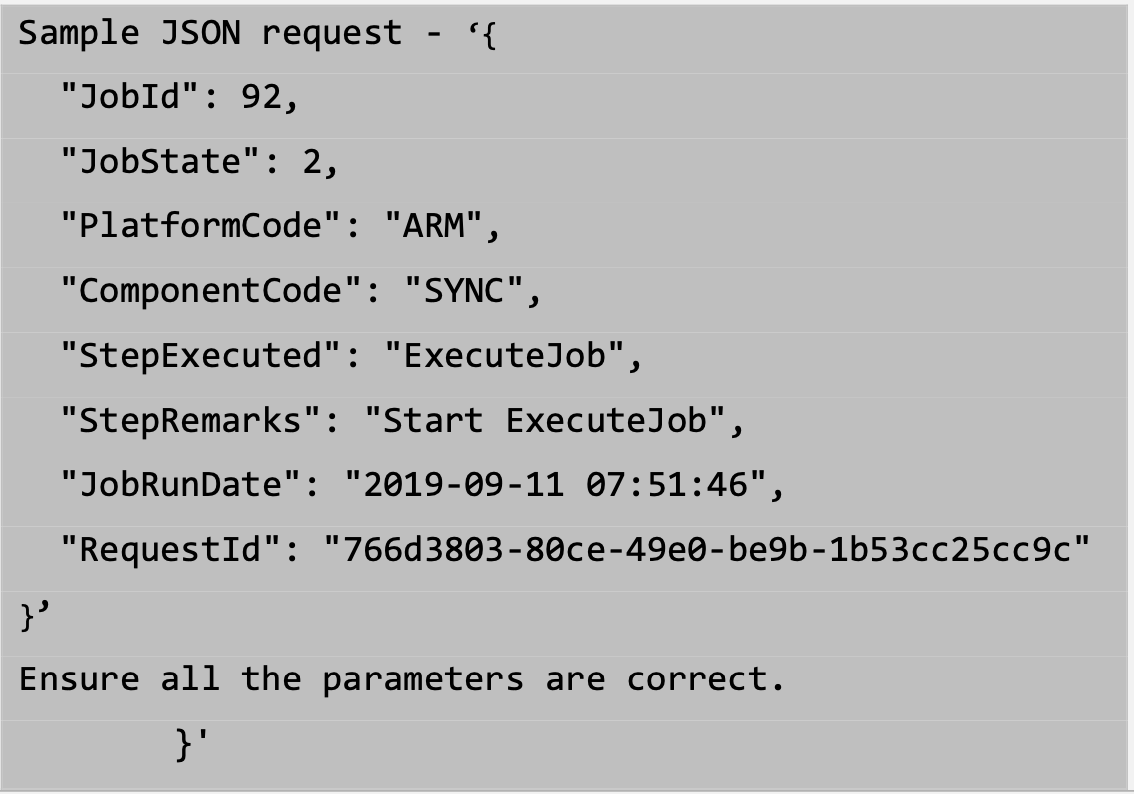 Sample JSON request - ‘{
"JobId": 92,
"JobState": 2,
"PlatformCode": "ARM",
"ComponentCode": "SYNC",
"StepExecuted": "ExecuteJob",
"StepRemarks": "Start ExecuteJob",
"JobRunDate": "2019-09-11 07:51:46",
"RequestId": "766d3803-80ce-49e0-be9b-1b53cc25cc9c"
}’
Ensure all the parameters are correct.
}'